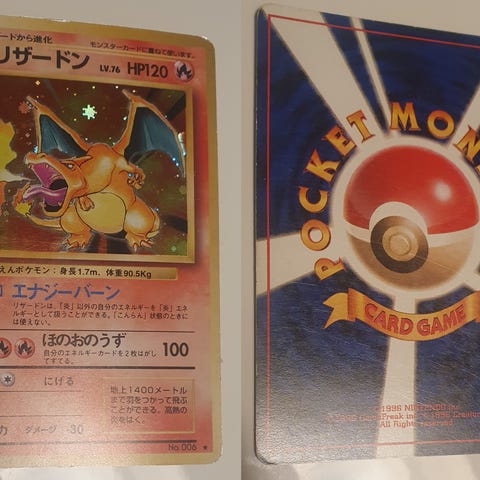 ードから進化
モンスターカードに重ねて使います。
リザードン LV.76 HP120
えんポケモン：身長1.7m、体重90.5Kg
エナジーバーン
リザードンは、「炎」以外の自分のエネルギーを「炎」エネ
ルギーとして扱うことができる。「こんらん」状態のときに
は使えない。
ほのおのうず 100
自分のエネルギーカードを2枚はが
してすてる。
にげる
力 ダメージ -30
地上1400メートル
まで羽をつかって飛ぶ
ことができる。高熱の
炎をはく。
No.006
POCKET MON
CARD GAME
1996 NINTENDO
All Rights reserved